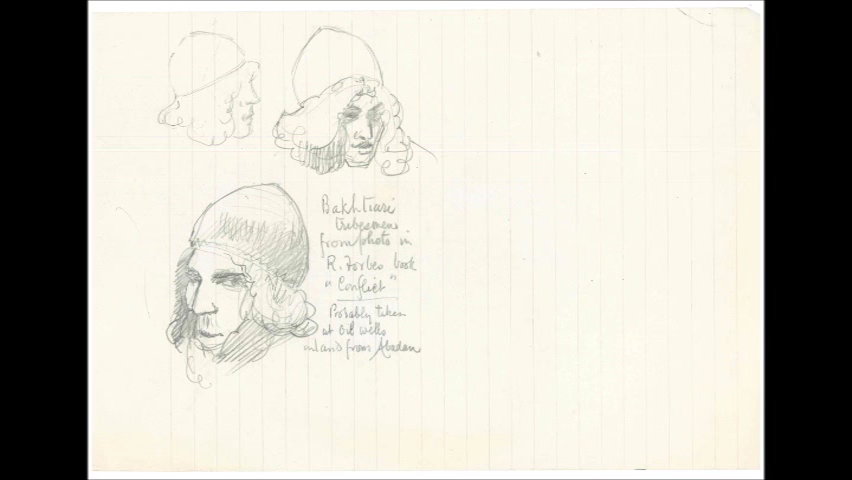 Bakhtiari
tribesmen
from photo in
R. Forbes book
"Conflict"
Probably taken
at Oil wells
inland from Abadan